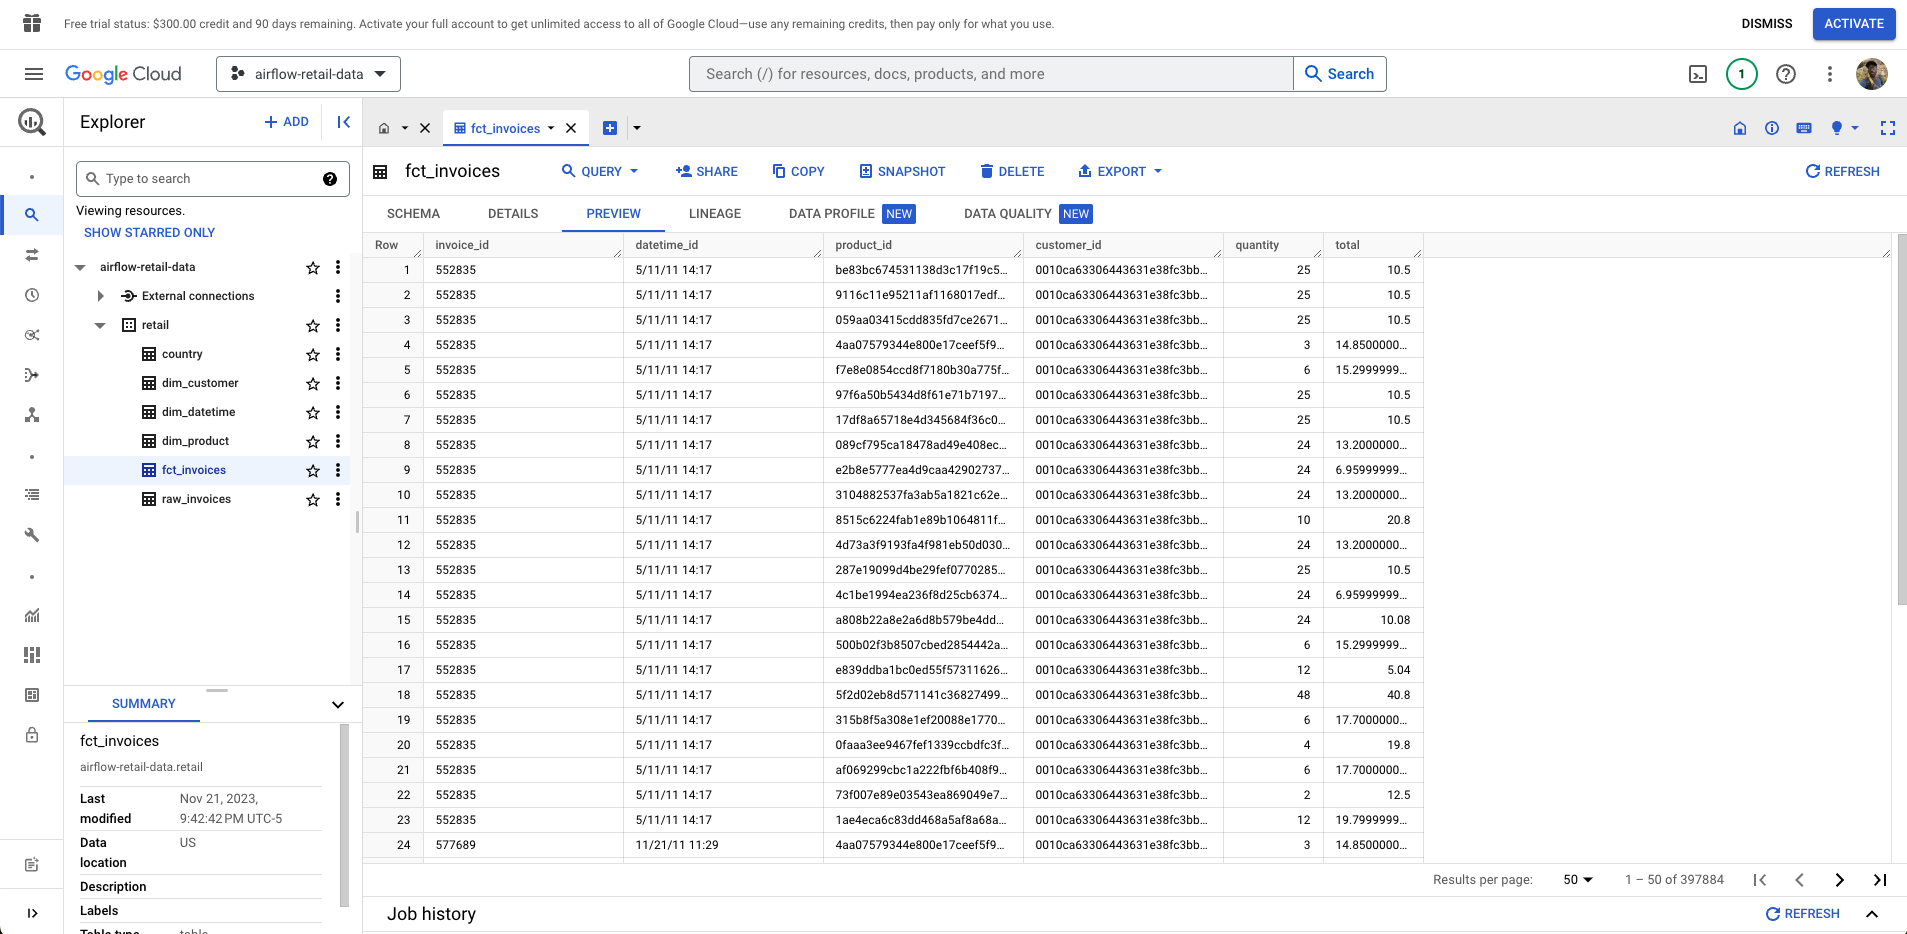 Free trial status: $300.00 credit and 90 days remaining. Activate your full account to get unlimited access to all of Google Cloud—use any remaining credits, then pay only for what you use.
DISMISS
ACTIVATE
Google Cloud
airflow-retail-data
Search (/) for resources, docs, products, and more
Search
1
Explorer
ADD
fct_invoices
Type to search
Viewing resources.
SHOW STARRED ONLY
airflow-retail-data
External connections
retail
country
dim_customer
dim_datetime
dim_product
fct_invoices
raw_invoices
SUMMARY
fct_invoices
airflow-retail-data.retail
Last modified Nov 21, 2023, 9:42:42 PM UTC-5
Data location US
Description
Labels
Table type table
fct_invoices
QUERY
SHARE
COPY
SNAPSHOT
DELETE
EXPORT
REFRESH
SCHEMA
DETAILS
PREVIEW
LINEAGE
DATA PROFILE NEW
DATA QUALITY NEW
Row invoice_id datetime_id product_id customer_id quantity total
1 552835 5/11/11 14:17 be83bc674531138d3c17f19c5... 0010ca63306443631e38fc3bb... 25 10.5
2 552835 5/11/11 14:17 9116c11e95211af1168017edf... 0010ca63306443631e38fc3bb... 25 10.5
3 552835 5/11/11 14:17 059aa03415cdd835fd7ce2671... 0010ca63306443631e38fc3bb... 25 10.5
4 552835 5/11/11 14:17 4aa07579344e800e17ceef5f9... 0010ca63306443631e38fc3bb... 3 14.8500000...
5 552835 5/11/11 14:17 f7e8e0854ccd8f7180b30a775f... 0010ca63306443631e38fc3bb... 6 15.2999999...
6 552835 5/11/11 14:17 97f6a50b5434d8f61e71b7197... 0010ca63306443631e38fc3bb... 25 10.5
7 552835 5/11/11 14:17 17df8a65718e4d345684f36c0... 0010ca63306443631e38fc3bb... 25 10.5
8 552835 5/11/11 14:17 089cf795ca18478ad49e408ec... 0010ca63306443631e38fc3bb... 24 13.2000000...
9 552835 5/11/11 14:17 e2b8e5777ea4d9caa42902737... 0010ca63306443631e38fc3bb... 24 6.95999999...
10 552835 5/11/11 14:17 3104882537fa3ab5a1821c62e... 0010ca63306443631e38fc3bb... 24 13.2000000...
11 552835 5/11/11 14:17 8515c6224fab1e89b1064811f... 0010ca63306443631e38fc3bb... 10 20.8
12 552835 5/11/11 14:17 4d73a3f9193fa4f981eb50d030... 0010ca63306443631e38fc3bb... 24 13.2000000...
13 552835 5/11/11 14:17 287e19099d4be29fef0770285... 0010ca63306443631e38fc3bb... 25 10.5
14 552835 5/11/11 14:17 4c1be1994ea236f8d25cb6374... 0010ca63306443631e38fc3bb... 24 6.95999999...
15 552835 5/11/11 14:17 a808b22a8e2a6d8b579be4dd... 0010ca63306443631e38fc3bb... 24 10.08
16 552835 5/11/11 14:17 500b02f3b8507cbed2854442a... 0010ca63306443631e38fc3bb... 6 15.2999999...
17 552835 5/11/11 14:17 e839ddba1bc0ed55f57311626... 0010ca63306443631e38fc3bb... 12 5.04
18 552835 5/11/11 14:17 5f2d02eb8d571141c36827499... 0010ca63306443631e38fc3bb... 48 40.8
19 552835 5/11/11 14:17 315b8f5a308e1ef20088e1770... 0010ca63306443631e38fc3bb... 6 17.7000000...
20 552835 5/11/11 14:17 0faaa3ee9467fef1339ccbdfc3f... 0010ca63306443631e38fc3bb... 4 19.8
21 552835 5/11/11 14:17 af069299cbc1a222fbf6b408f9... 0010ca63306443631e38fc3bb... 6 17.7000000...
22 552835 5/11/11 14:17 73f007e89e03543ea869049e7... 0010ca63306443631e38fc3bb... 2 12.5
23 552835 5/11/11 14:17 1ae4eca6c83dd468a5af8a68a... 0010ca63306443631e38fc3bb... 12 19.7999999...
24 577689 11/21/11 11:29 4aa07579344e800e17ceef5f9... 0010ca63306443631e38fc3bb... 3 14.8500000...
Results per page: 50 1 – 50 of 397884
Job history
REFRESH